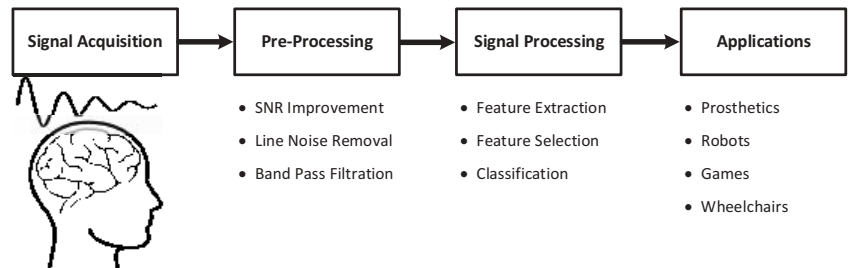 Signal Acquisition
Pre-Processing
Signal Processing
Applications
• SNR Improvement
• Line Noise Removal
• Band Pass Filtration
• Feature Extraction
• Feature Selection
• Classification
• Prosthetics
• Robots
• Games
• Wheelchairs